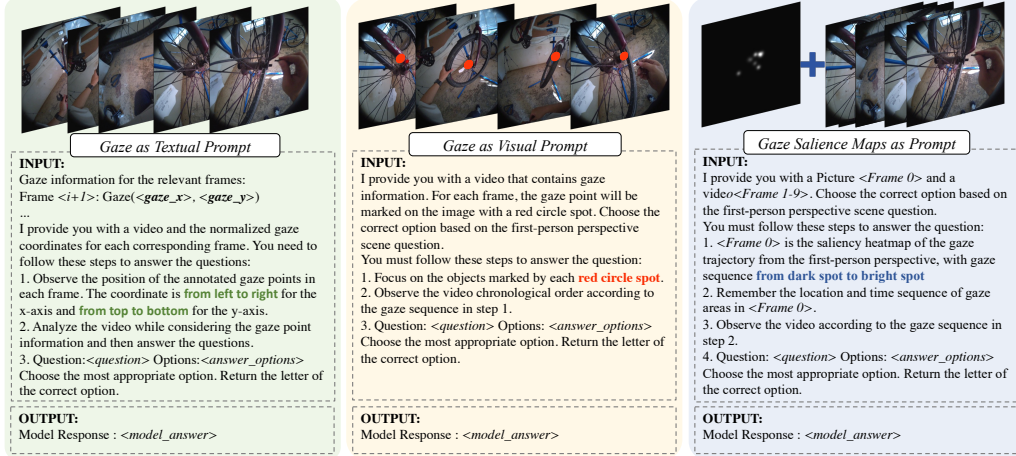 Gaze as Textual Prompt
INPUT:
Gaze information for the relevant frames:
Frame <i+1>: Gaze(<gaze_x>, <gaze_y>)
...
I provide you with a video and the normalized gaze
coordinates for each corresponding frame. You need to
follow these steps to answer the questions:
1. Observe the position of the annotated gaze points in
each frame. The coordinate is from left to right for the
x-axis and from top to bottom for the y-axis.
2. Analyze the video while considering the gaze point
information and then answer the questions.
3. Question:<question> Options:<answer_options>
Choose the most appropriate option. Return the letter of
the correct option.
OUTPUT:
Model Response : <model_answer>
Gaze as Visual Prompt
INPUT:
I provide you with a video that contains gaze
information. For each frame, the gaze point will be
marked on the image with a red circle spot. Choose the
correct option based on the first-person perspective
scene question.
You must follow these steps to answer the question:
1. Focus on the objects marked by each red circle spot.
2. Observe the video chronological order according to
the gaze sequence in step 1.
3. Question: <question> Options: <answer_options>
Choose the most appropriate option. Return the letter of
the correct option.
OUTPUT:
Model Response : <model_answer>
Gaze Salience Maps as Prompt
INPUT:
I provide you with a Picture <Frame 0> and a
video<Frame 1-9>. Choose the correct option based on
the first-person perspective scene question.
You must follow these steps to answer the question:
1. <Frame 0> is the saliency heatmap of the gaze
trajectory from the first-person perspective, with gaze
sequence from dark spot to bright spot
2. Remember the location and time sequence of gaze
areas in <Frame 0>.
3. Observe the video according to the gaze sequence in
step 2.
4. Question: <question> Options: <answer_options>
Choose the most appropriate option. Return the letter of
the correct option.
OUTPUT:
Model Response : <model_answer>